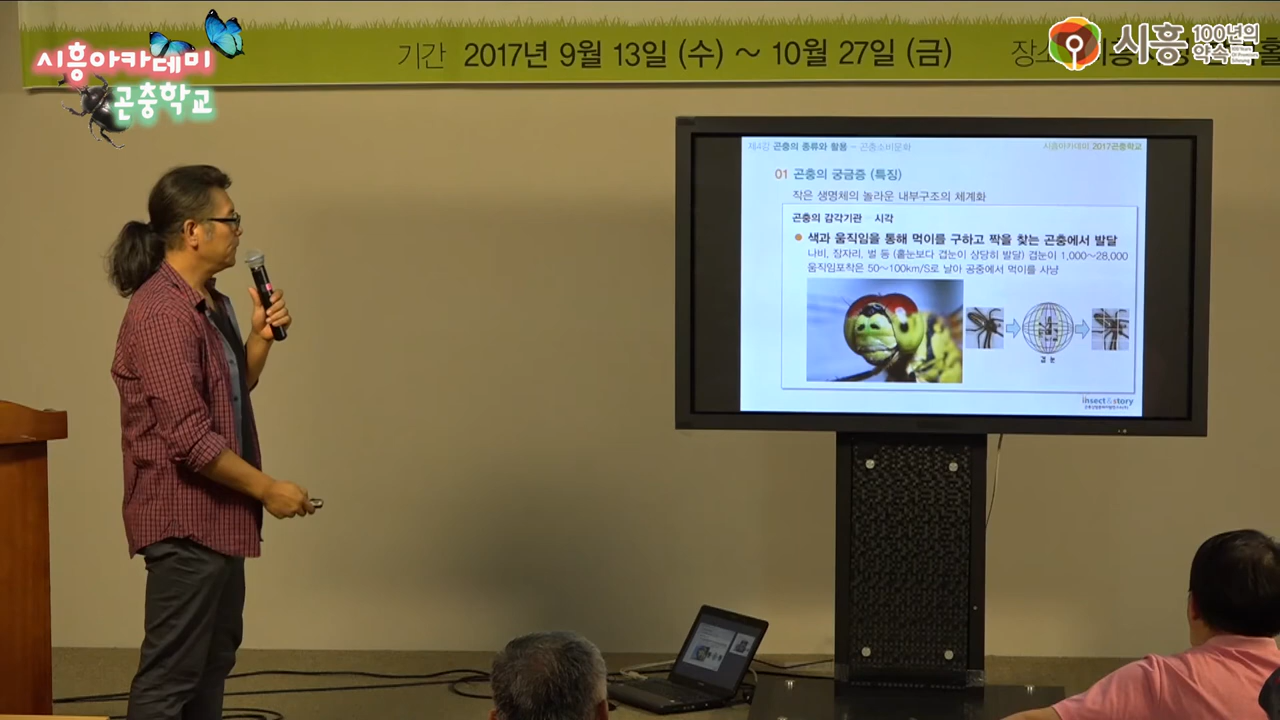 기간 2017년 9월 13일 (수) ~ 10월 27일 (금)
시흥아카데미
곤충학교
시흥 100년의 약속
제4강 곤충의 종류와 활용 - 곤충소비문화
시흥아카데미 2017곤충학교
01 곤충의 궁금증 (특징)
작은 생명체의 놀라운 내부구조의 체계화
곤충의 감각기관 - 시각
색과 움직임을 통해 먹이를 구하고 짝을 찾는 곤충에서 발달
나비, 잠자리, 벌 등 (홑눈보다 겹눈이 상당히 발달) 겹눈이 1,000~28,000
움직임포착은 50~100km/S로 날아 공중에서 먹이를 사냥
겹 눈
insect&story